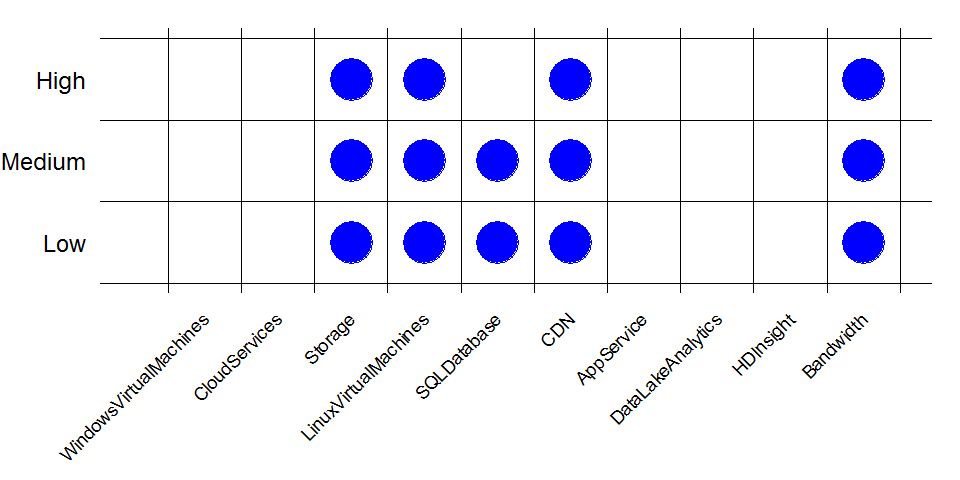 High
Medium
Low
WindowsVirtualMachines
CloudServices
Storage
LinuxVirtualMachines
SQLDatabase
CDN
AppService
DataLakeAnalytics
HDInsight
Bandwidth